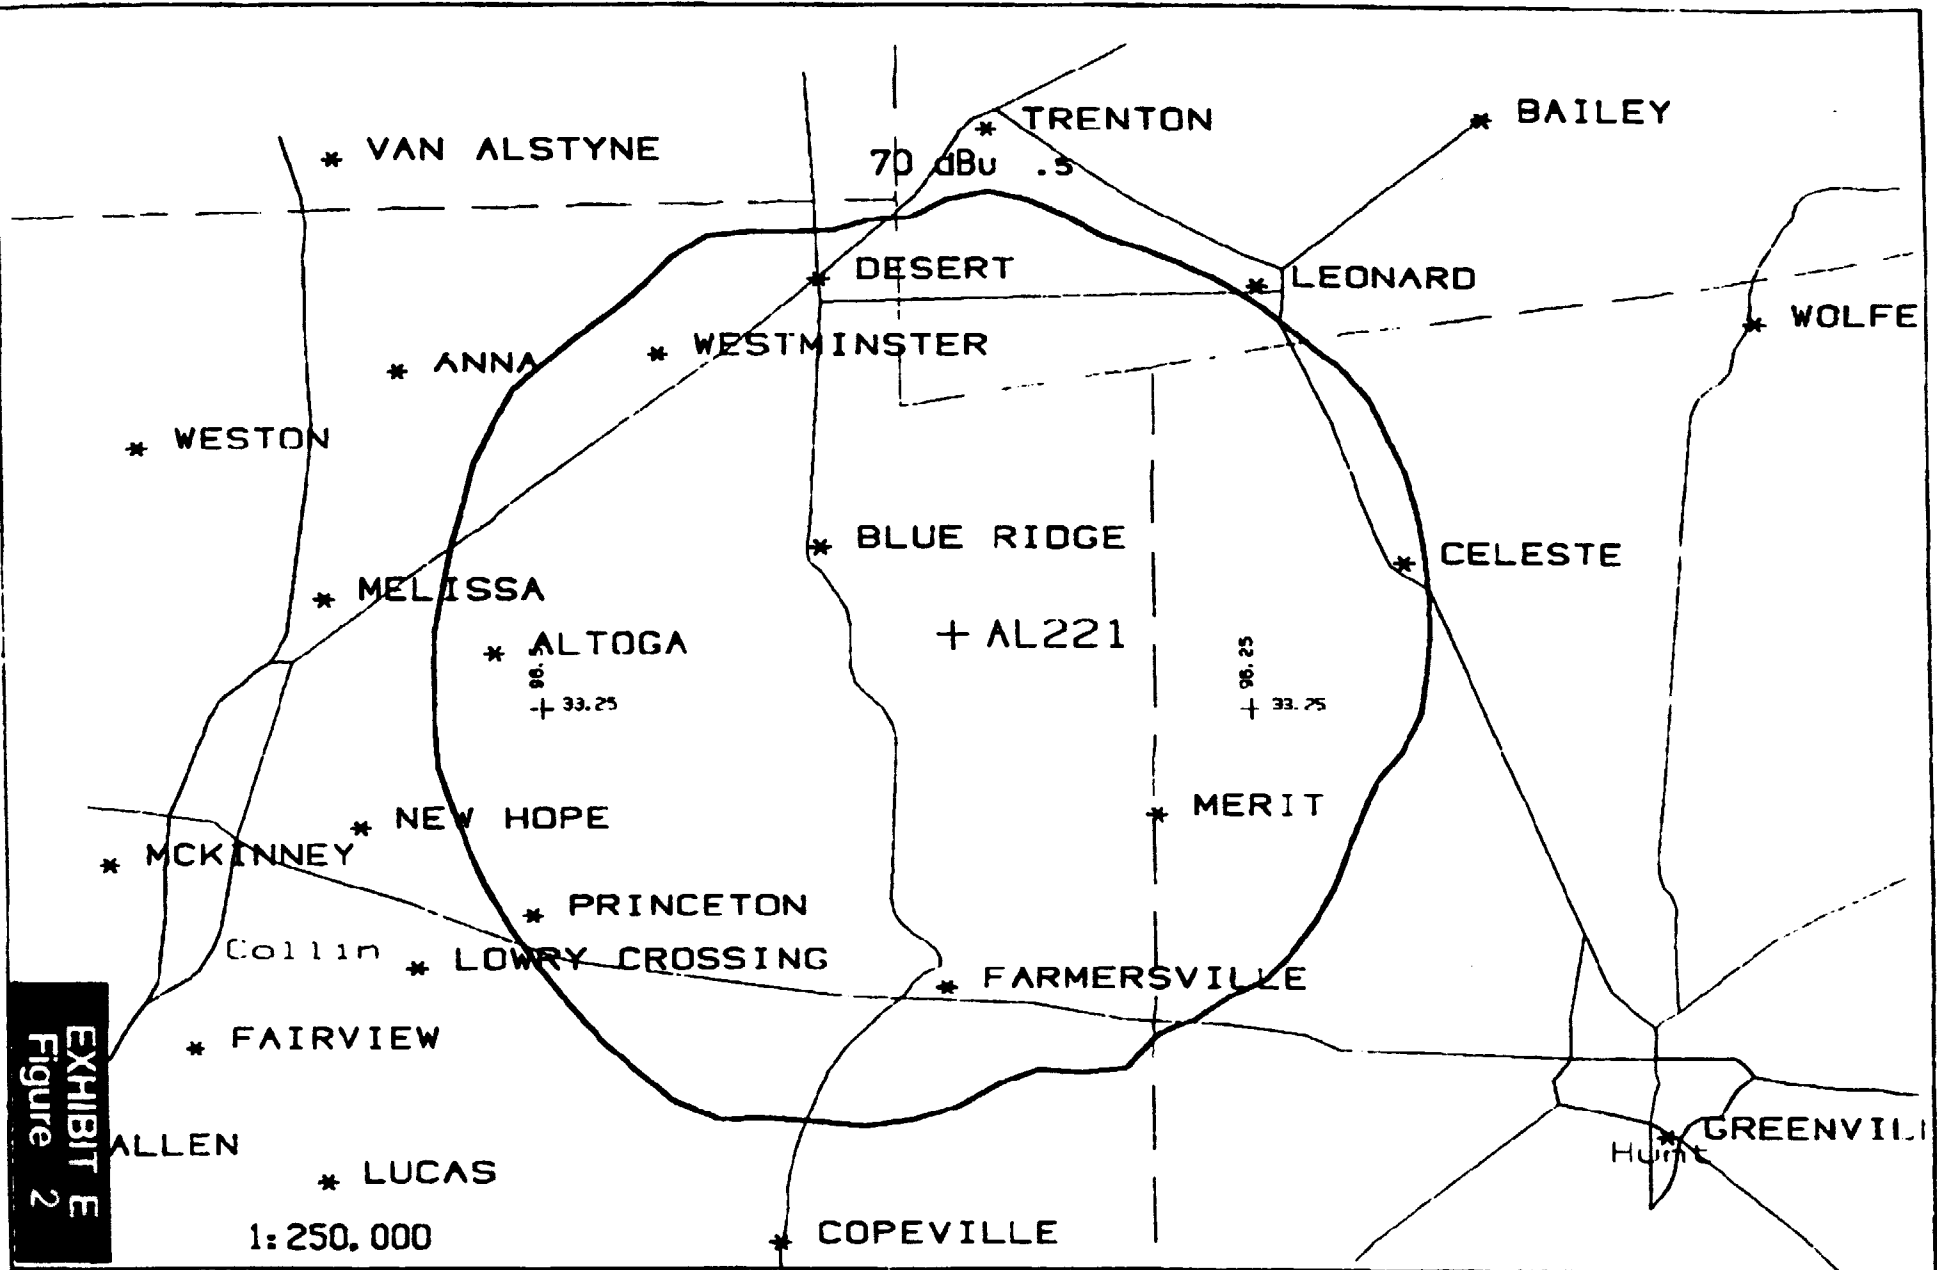 TRENTON
BAILEY
VAN ALSTYNE
70 dBu .5
DESERT
LEONARD
WOLFE
WESTMINSTER
ANNA
WESTON
BLUE RIDGE
CELESTE
MELISSA
AL221
ALTOGA
96.5
33.25
96.25
33.25
MERIT
NEW HOPE
MCKINNEY
PRINCETON
Collin
LOWRY CROSSING
FARMERSVILLE
FAIRVIEW
EXHIBIT E
Figure 2
ALLEN
GREENVILL
Hunt
LUCAS
1:250,000
COPEVILLE